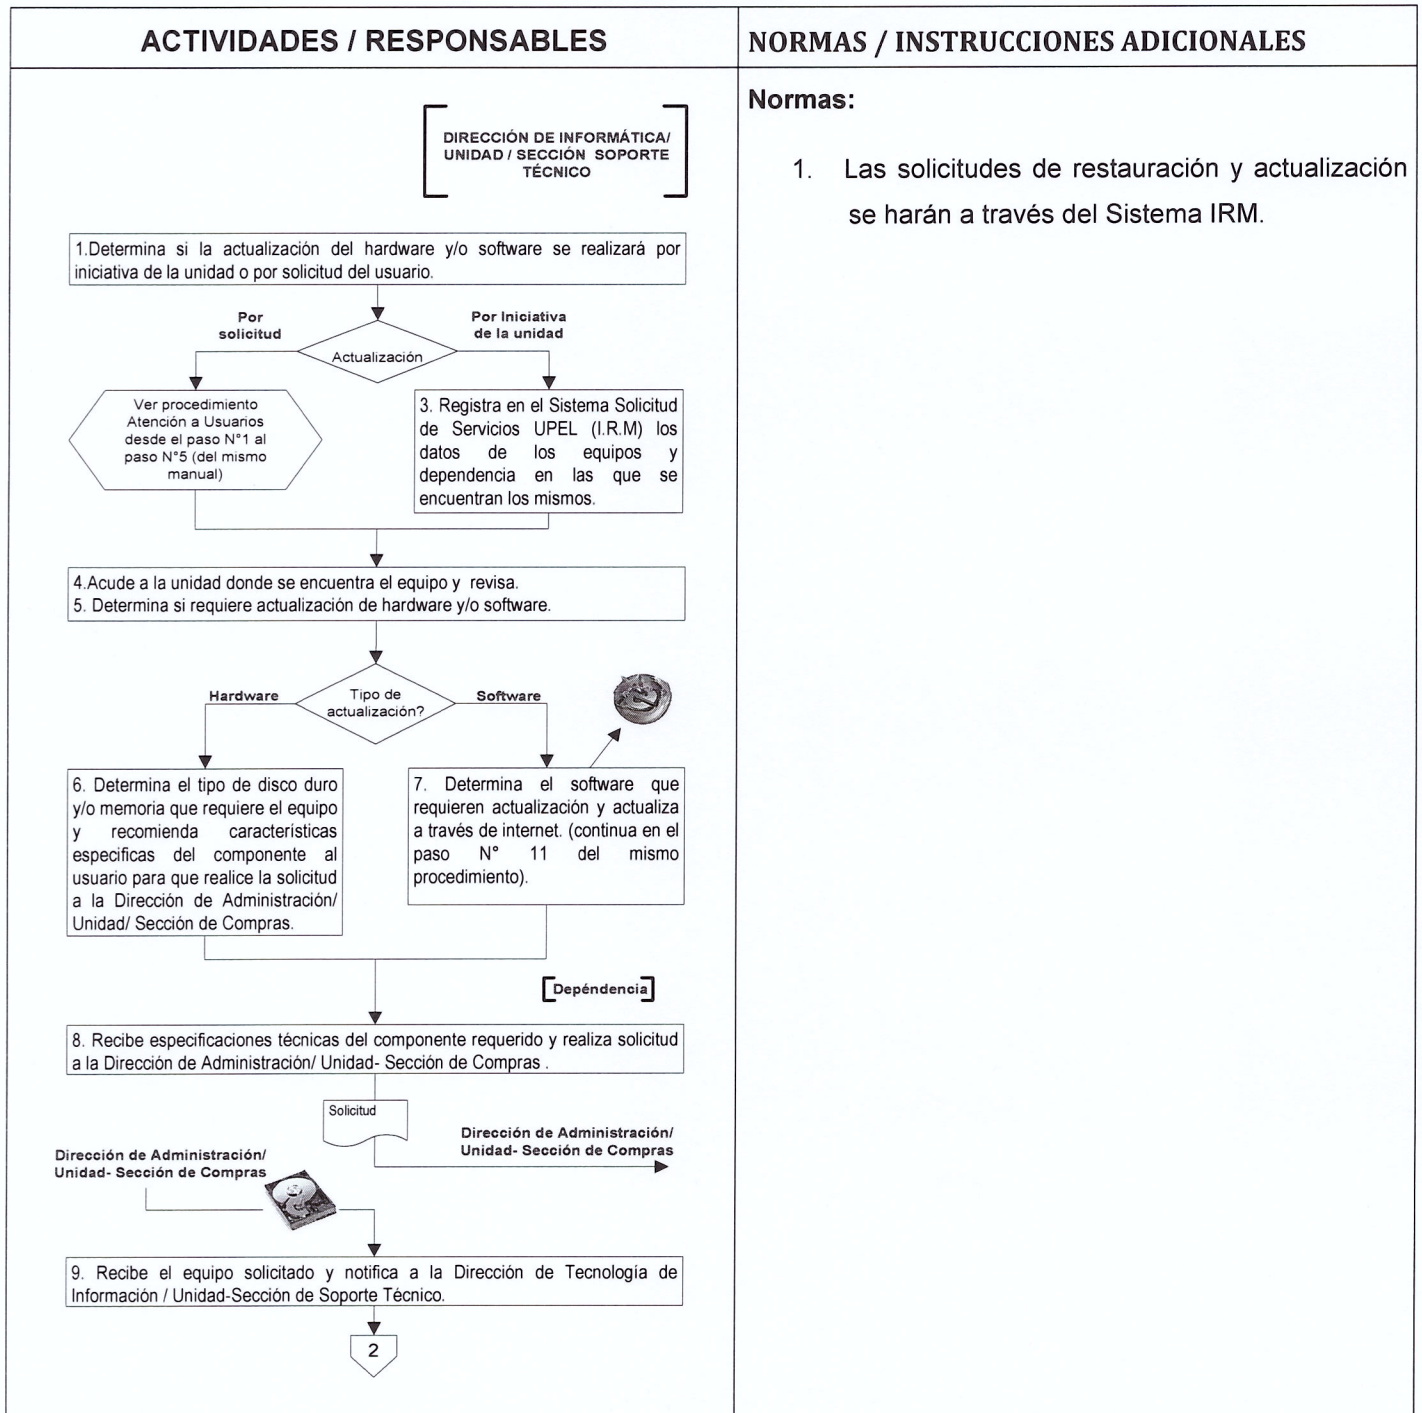 ACTIVIDADES / RESPONSABLES
NORMAS / INSTRUCCIONES ADICIONALES
DIRECCIÓN DE INFORMÁTICA/
UNIDAD / SECCIÓN SOPORTE
TÉCNICO
1.Determina si la actualización del hardware y/o software se realizará por
iniciativa de la unidad o por solicitud del usuario.
Por
solicitud
Por Iniciativa
de la unidad
Actualización
Ver procedimiento
Atención a Usuarios
desde el paso N°1 al
paso N°5 (del mismo
manual)
3. Registra en el Sistema Solicitud
de Servicios UPEL (I.R.M) los
datos de los equipos y
dependencia en las que se
encuentran los mismos.
4.Acude a la unidad donde se encuentra el equipo y revisa.
5. Determina si requiere actualización de hardware y/o software.
Hardware
Tipo de
actualización?
Software
6. Determina el tipo de disco duro
y/o memoria que requiere el equipo
y recomienda características
especificas del componente al
usuario para que realice la solicitud
a la Dirección de Administración/
Unidad/ Sección de Compras.
7. Determina el software que
requieren actualización y actualiza
a través de internet. (continua en el
paso N° 11 del mismo
procedimiento).
Depéndencia
8. Recibe especificaciones técnicas del componente requerido y realiza solicitud
a la Dirección de Administración/ Unidad- Sección de Compras .
Solicitud
Dirección de Administración/
Unidad- Sección de Compras
Dirección de Administración/
Unidad- Sección de Compras
9. Recibe el equipo solicitado y notifica a la Dirección de Tecnología de
Información / Unidad-Sección de Soporte Técnico.
2
Normas:
1. Las solicitudes de restauración y actualización
se harán a través del Sistema IRM.